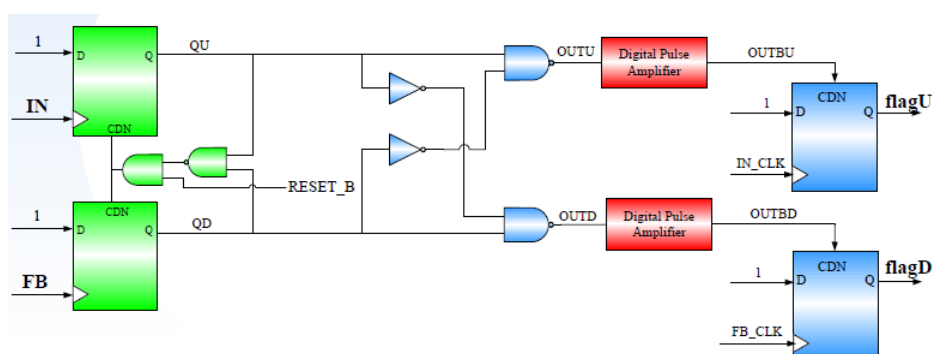 1
D
Q
QU
IN
CDN
RESET_B
1
CDN
D
Q
QD
FB
OUTU
Digital Pulse
Amplifier
OUTBU
1
CDN
D
Q
flagU
IN_CLK
OUTD
Digital Pulse
Amplifier
OUTBD
1
CDN
D
Q
flagD
FB_CLK